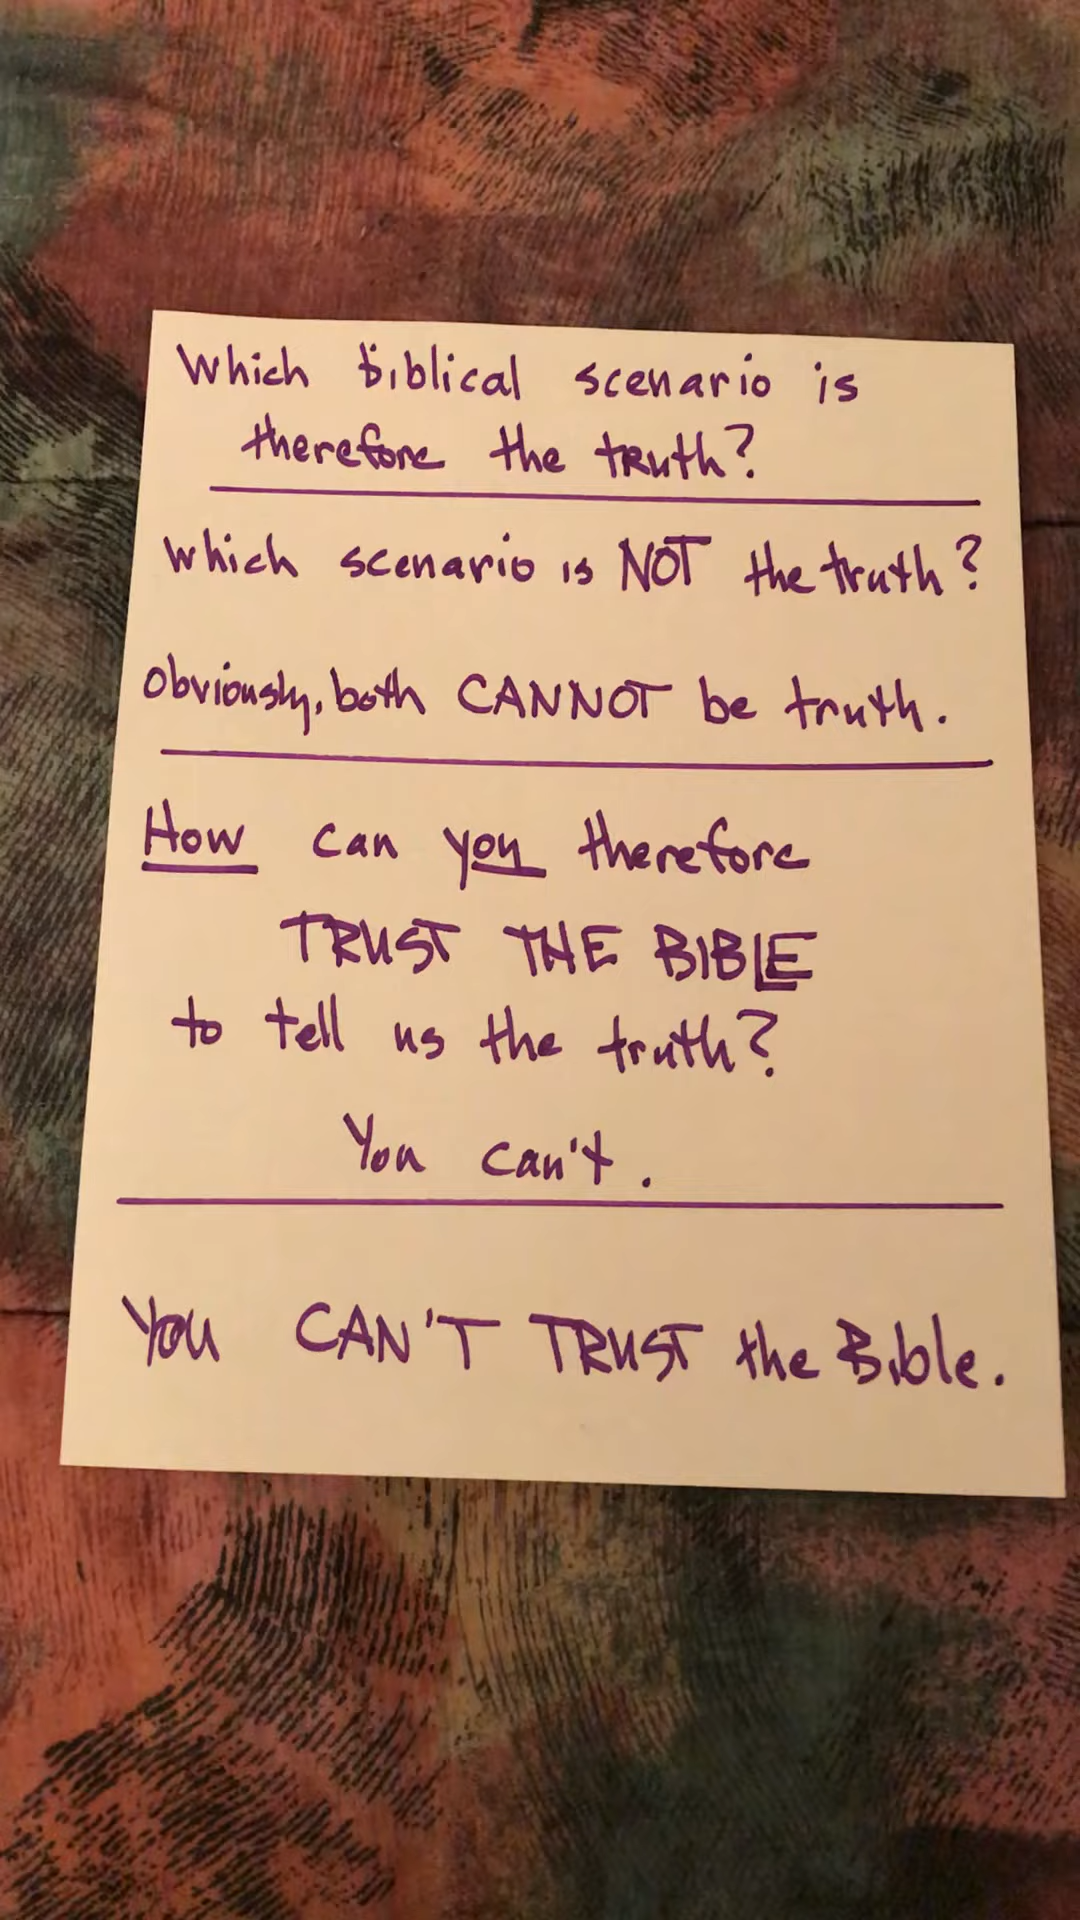 Which biblical scenario is
therefore the truth?
Which scenario is NOT the truth?
Obviously, both CANNOT be truth.
How can you therefore
TRUST THE BIBLE
to tell us the truth?
You can't.
You CAN'T TRUST the Bible.